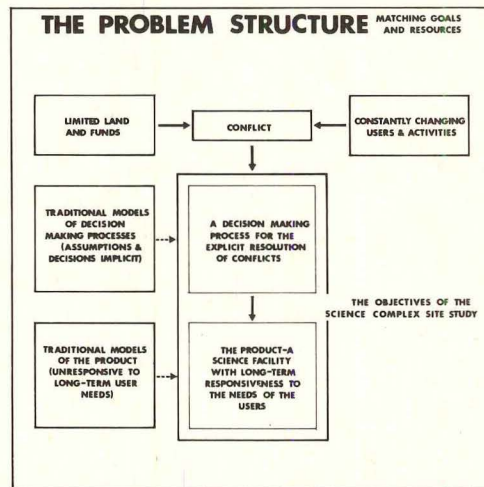 THE PROBLEM STRUCTURE
MATCHING GOALS
AND RESOURCES
LIMITED LAND
AND FUNDS
CONFLICT
CONSTANTLY CHANGING
USERS & ACTIVITIES
TRADITIONAL MODELS
OF DECISION
MAKING PROCESSES
(ASSUMPTIONS &
DECISIONS IMPLICIT)
A DECISION MAKING
PROCESS FOR THE
EXPLICIT RESOLUTION
OF CONFLICTS
THE OBJECTIVES OF THE
SCIENCE COMPLEX SITE STUDY
TRADITIONAL MODELS
OF THE PRODUCT
(UNRESPONSIVE TO
LONG-TERM USER
NEEDS)
THE PRODUCT-A
SCIENCE FACILITY
WITH LONG-TERM
RESPONSIVENESS TO
THE NEEDS OF THE
USERS